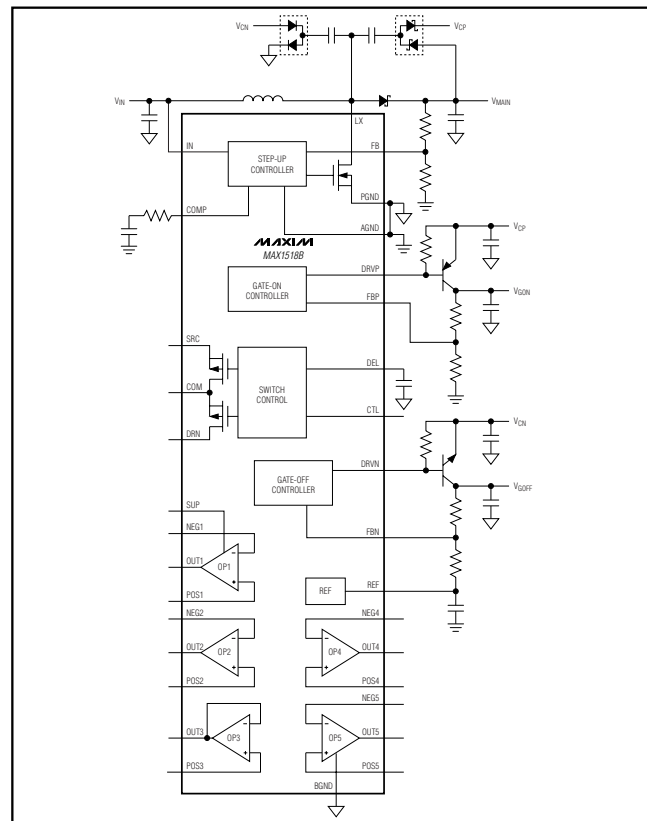 VCN
VCP
VIN
VMAIN
LX
IN
STEP-UP
CONTROLLER
FB
PGND
COMP
AGND
VCP
MAXIM
MAX1518B
GATE-ON
CONTROLLER
DRVP
FBP
VGON
SRC
COM
DRN
SWITCH
CONTROL
DEL
CTL
VCN
GATE-OFF
CONTROLLER
DRVN
VGOFF
FBN
SUP
NEG1
OUT1
OP1
POS1
REF
REF
NEG2
OUT2
OP2
POS2
NEG4
OP4
OUT4
POS4
OUT3
OP3
POS3
NEG5
OP5
OUT5
POS5
BGND